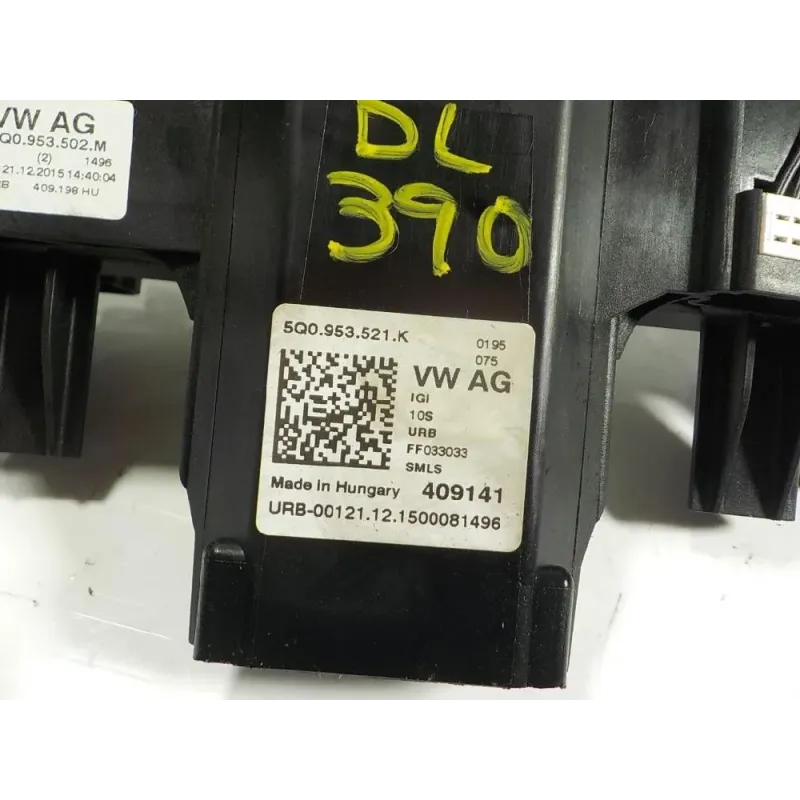 DL
390
VW AG
Q0.953.502.M
(2) 1496
21.12.2015 14:40:04
409.198 HU
5Q0.953.521.K 0195
075
VW AG
IGI
10S
URB
FF033033
SMLS
Made in Hungary 409141
URB-00121.12.1500081496